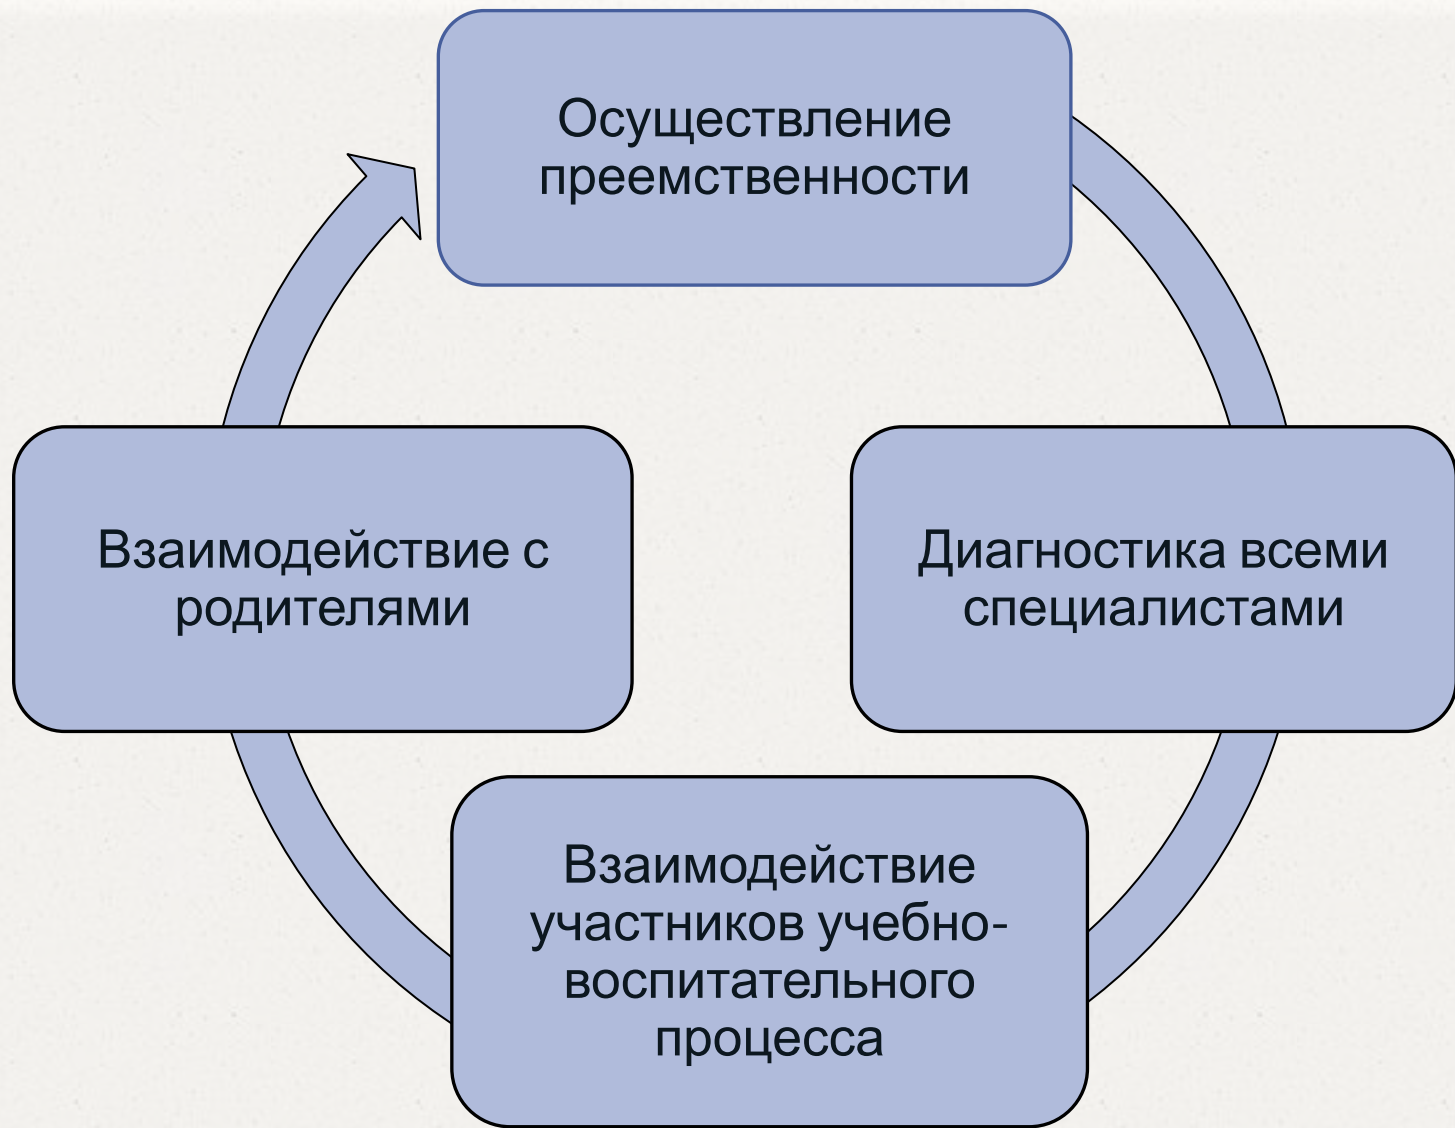 Осуществление
преемственности
Взаимодействие с
родителями
Диагностика всеми
специалистами
Взаимодействие
участников учебно-
воспитательного
процесса